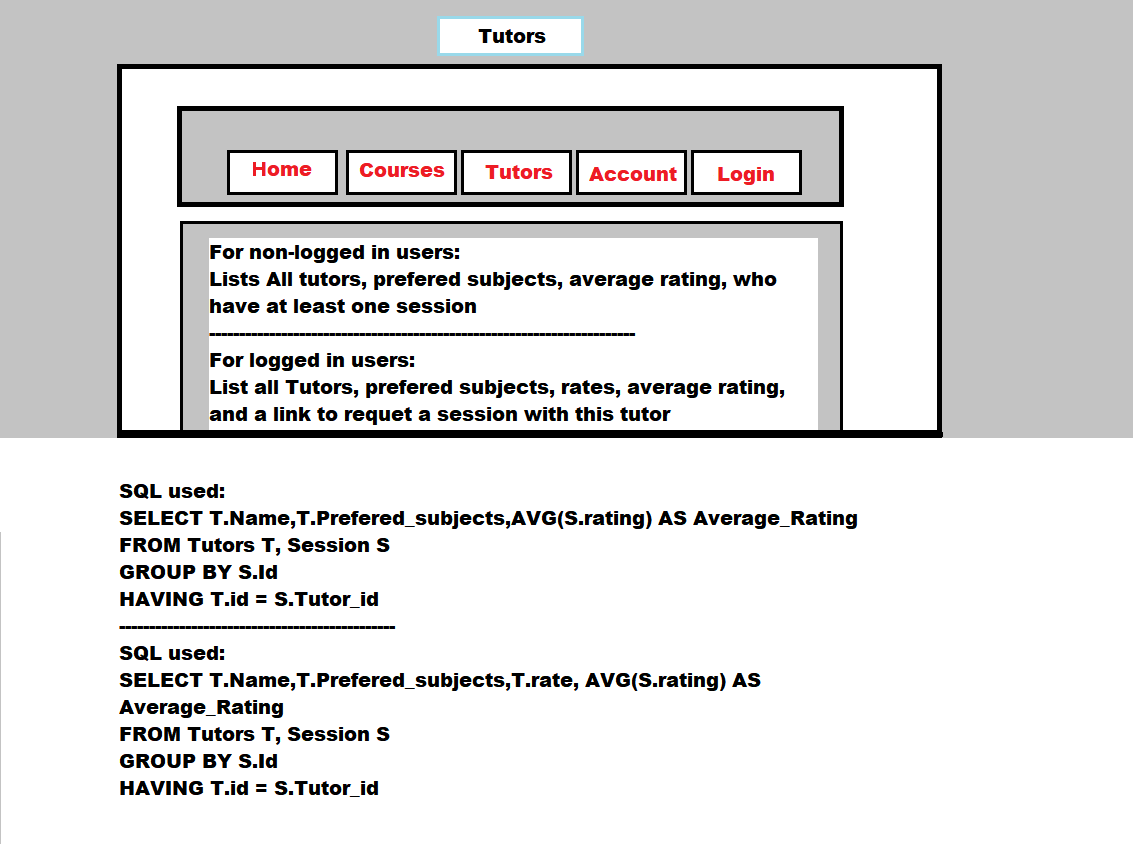 Tutors
Home Courses Tutors Account Login
For non-logged in users:
Lists All tutors, prefered subjects, average rating, who
have at least one session
-----------------------------------------------------------------------
For logged in users:
List all Tutors, prefered subjects, rates, average rating,
and a link to requet a session with this tutor
SQL used:
SELECT T.Name,T.Prefered_subjects,AVG(S.rating) AS Average_Rating
FROM Tutors T, Session S
GROUP BY S.Id
HAVING T.id = S.Tutor_id
----------------------------------------------
SQL used:
SELECT T.Name,T.Prefered_subjects,T.rate, AVG(S.rating) AS
Average_Rating
FROM Tutors T, Session S
GROUP BY S.Id
HAVING T.id = S.Tutor_id